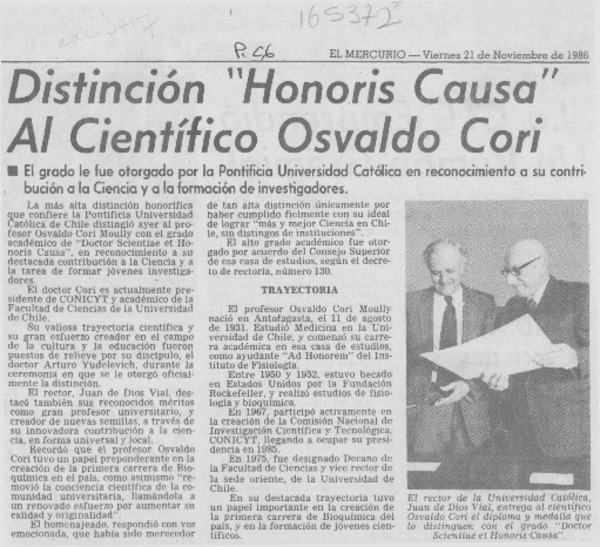 165372
aac 3417
P. C6
EL MERCURIO — Viernes 21 de Noviembre de 1986
Distinción "Honoris Causa"
Al Científico Osvaldo Cori
■ El grado le fue otorgado por la Pontificia Universidad Católica en reconocimiento a su contri-
bución a la Ciencia y a la formación de investigadores.
La más alta distinción honorífica
que confiere la Pontificia Universidad
Católica de Chile distinguió ayer al pro-
fesor Osvaldo Cori Moully con el grado
académico de "Doctor Scientiae et Ho-
noris Causa", en reconocimiento a su
destacada contribución a la Ciencia y a
la tarea de formar jóvenes investiga-
dores.
El doctor Cori es actualmente pre-
sidente de CONICYT y académico de la
Facultad de Ciencias de la Universidad
de Chile.
Su valiosa trayectoria científica y
su gran esfuerzo creador en el campo
de la cultura y la educación fueron
puestos de relieve por su discípulo, el
doctor Arturo Yudelevich, durante la
ceremonia en que se le otorgó oficial-
mente la distinción.
El rector, Juan de Dios Vial, des-
tacó también sus reconocidos méritos
como gran profesor universitario, y
creador de nuevas semillas, a través de
su innovadora contribución a la cien-
cia, en forma universal y local.
Recordó que el profesor Osvaldo
Cori tuvo un papel preponderante en la
creación de la primera carrera de Bio-
química en el país, como asimismo "re-
movió la conciencia científica de la co-
munidad universitaria, llamándola a
un renovado esfuerzo por aumentar su
calidad y originalidad".
El homenajeado, respondió con voz
emocionada, que había sido merecedor
de tan alta distinción únicamente por
haber cumplido fielmente con su ideal
de lograr "más y mejor Ciencia en Chi-
le, sin distingos de instituciones".
El alto grado académico fue otor-
gado por acuerdo del Consejo Superior
de esa casa de estudios, según el decre-
to de rectoría, número 130.
TRAYECTORIA
El profesor Osvaldo Cori Moully
nació en Antofagasta, el 11 de agosto
de 1931. Estudió Medicina en la Uni-
versidad de Chile, y comenzó su ca-
rrera académica en esa casa de estudios,
como ayudante "Ad Honorem" del Ins-
tituto de Fisiología.
Entre 1950 y 1952, estuvo becado
en Estados Unidos por la Fundación
Rockefeller, y realizó estudios de fisio-
logía y bioquímica.
En 1967, participó activamente en
la creación de la Comisión Nacional de
Investigación Científica y Tecnológica,
CONICYT, llegando a ocupar su presi-
dencia en 1985.
En 1975, fue designado Decano de
la Facultad de Ciencias y vice rector de
la sede oriente, de la Universidad de
Chile.
En su destacada trayectoria tuvo
un papel importante en la creación de
la primera carrera de Bioquímica del
país, y en la formación de jóvenes cien-
tíficos.
El rector de la Universidad Católica,
Juan de Dios Vial, entrega al científico
Osvaldo Cori el diploma y medalla que
lo distinguen con el grado "Doctor
Scientiae et Honoris Causa".